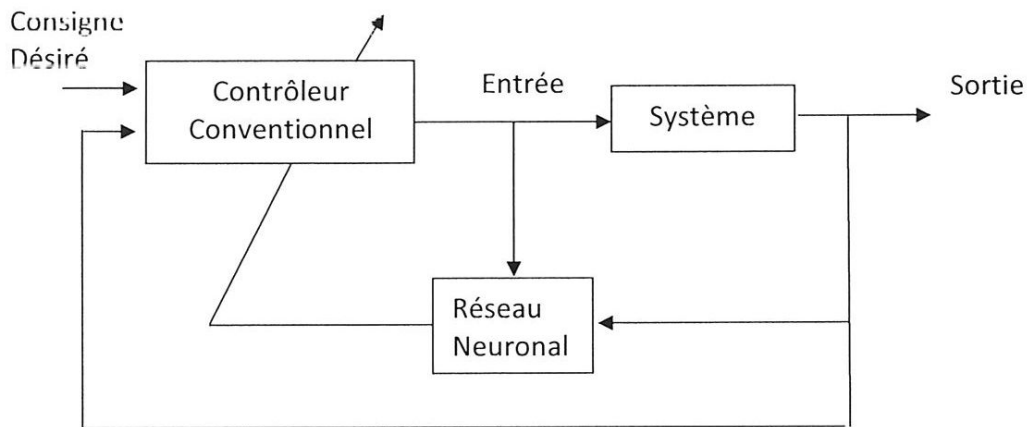 Consigne
Désiré
Contrôleur
Conventionnel
Entrée
Système
Sortie
Réseau
Neuronal